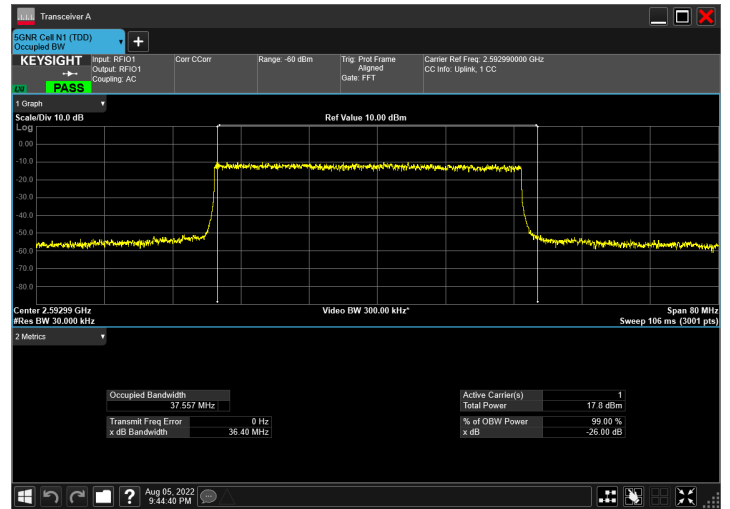 Transceiver A
5GNR Cell N1 (TDD)
Occupied BW
KEYSIGHT
LXI
PASS
Input: RFIO1
Output: RFIO1
Coupling: AC
Corr CCorr
Range: -60 dBm
Trig: Prot Frame
Aligned
Gate: FFT
Carrier Ref Freq: 2.592990000 GHz
CC Info: Uplink, 1 CC
1 Graph
Scale/Div 10.0 dB
Ref Value 10.00 dBm
Log
0.00
-10.0
-20.0
-30.0
-40.0
-50.0
-60.0
-70.0
-80.0
Center 2.59299 GHz
Video BW 300.00 kHz*
Span 80 MHz
#Res BW 30.000 kHz
Sweep 106 ms (3001 pts)
2 Metrics
Occupied Bandwidth
37.557 MHz
Transmit Freq Error 0 Hz
x dB Bandwidth 36.40 MHz
Active Carrier(s) 1
Total Power 17.8 dBm
% of OBW Power 99.00 %
x dB -26.00 dB
?
Aug 05, 2022
9:44:40 PM